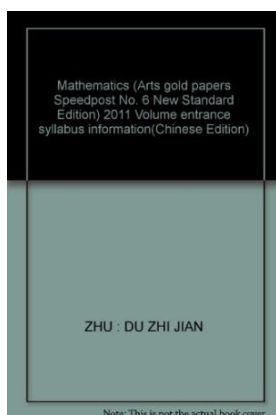 Mathematics (Arts gold papers
Speedpost No. 6 New Standard
Edition) 2011 Volume entrance
syllabus information(Chinese Edition)
ZHU : DU ZHI JIAN
Note: This is not the actual book cover